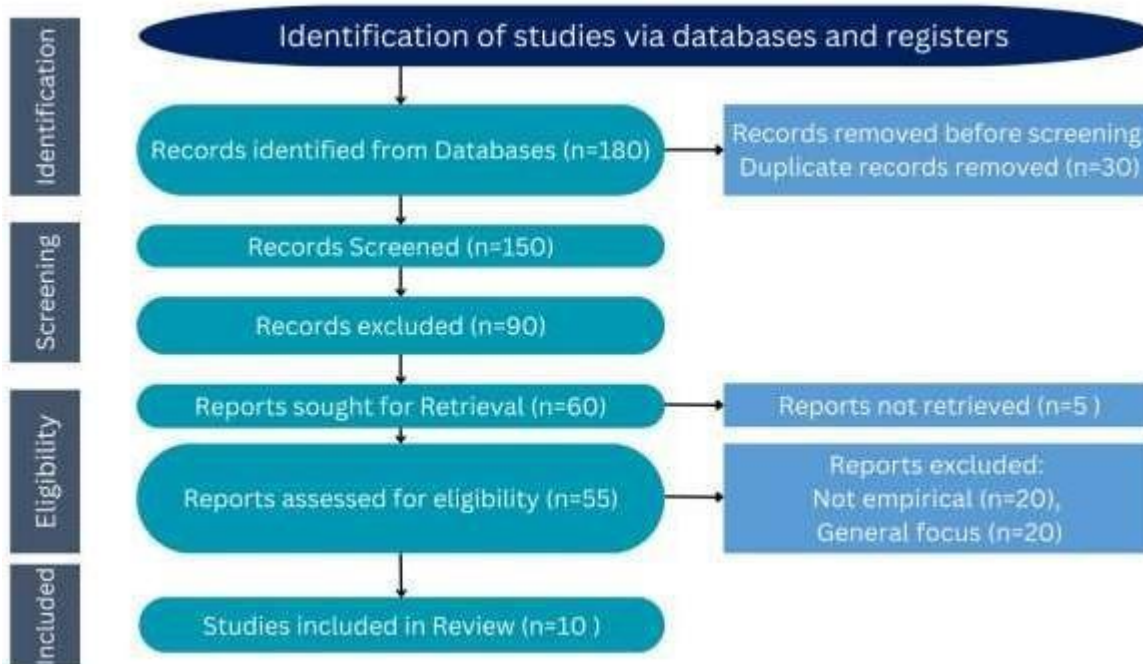 Identification of studies via databases and registers
Identification
Records identified from Databases (n=180)
Records removed before screening
Duplicate records removed (n=30)
Screening
Records Screened (n=150)
Records excluded (n=90)
Eligibility
Reports sought for Retrieval (n=60)
Reports not retrieved (n=5 )
Reports assessed for eligibility (n=55)
Reports excluded:
Not empirical (n=20),
General focus (n=20)
Included
Studies included in Review (n=10 )